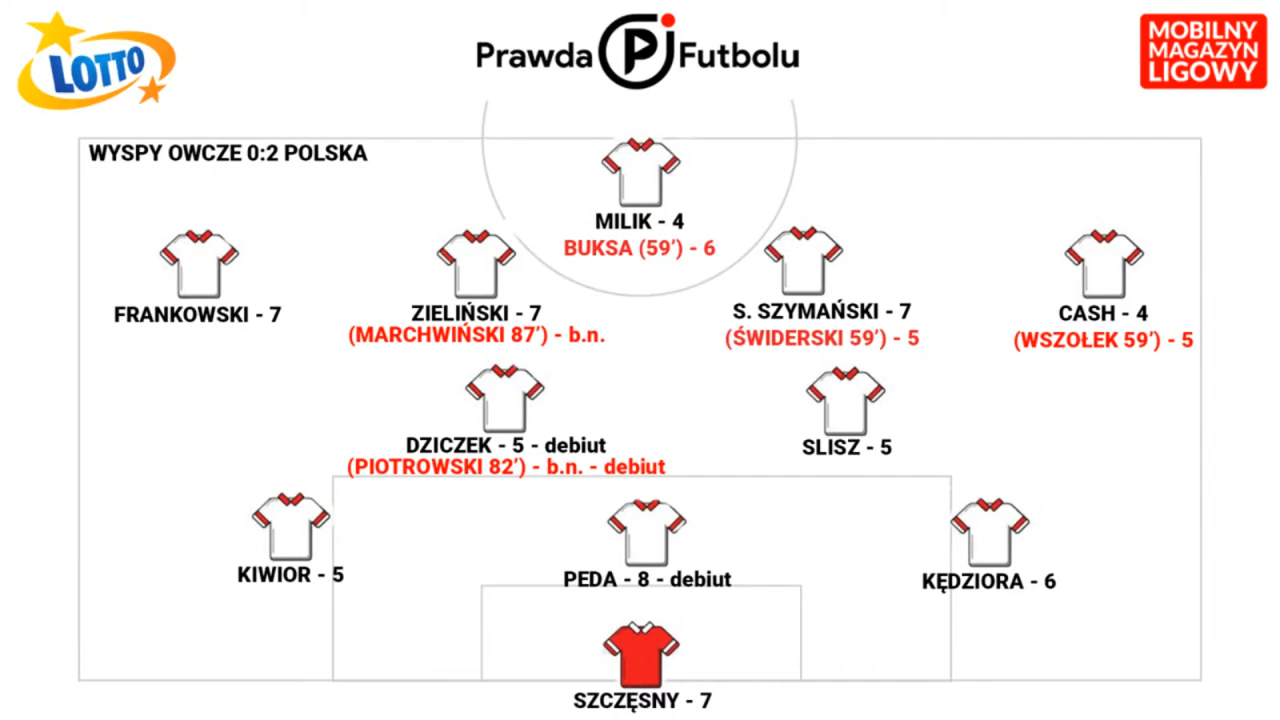 LOTTO
Prawda Pi Futbolu
MOBILNY
MAGAZYN
LIGOWY
WYSPY OWCZE 0:2 POLSKA
MILIK - 4
BUKSA (59’) - 6
FRANKOWSKI - 7
ZIELIŃSKI - 7
(MARCHWIŃSKI 87’) - b.n.
S. SZYMAŃSKI - 7
(ŚWIDERSKI 59’) - 5
CASH - 4
(WSZOŁEK 59’) - 5
DZICZEK - 5 - debiut
(PIOTROWSKI 82’) - b.n. - debiut
SLISZ - 5
KIWIOR - 5
PEDA - 8 - debiut
KĘDZIORA - 6
SZCZĘSNY - 7